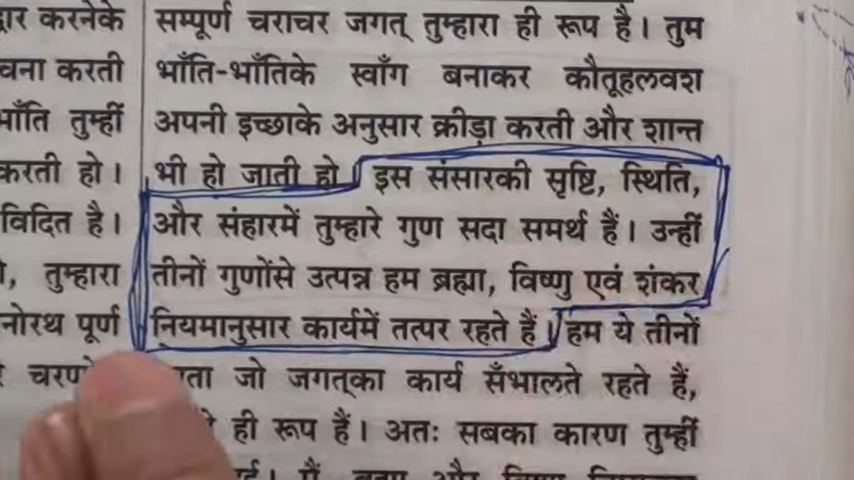 द्वार करनेके
चना करती
भाँति तुम्हीं
करती हो।
विदित है।
, तुम्हारा
नोरथ पूर्ण
सम्पूर्ण चराचर जगत् तुम्हारा ही रूप है। तुम
भाँति-भाँतिके स्वाँग बनाकर कौतूहलवश
अपनी इच्छाके अनुसार क्रीड़ा करती और शान्त
भी हो जाती हो। इस संसारकी सृष्टि, स्थिति,
और संहारमें तुम्हारे गुण सदा समर्थ हैं। उन्हीं
तीनों गुणोंसे उत्पन्न हम ब्रह्मा, विष्णु एवं शंकर
नियमानुसार कार्यमें तत्पर रहते हैं। हम ये तीनों
जो जगत्का कार्य सँभालते रहते हैं,
ही रूप हैं। अतः सबका कारण तुम्हीं